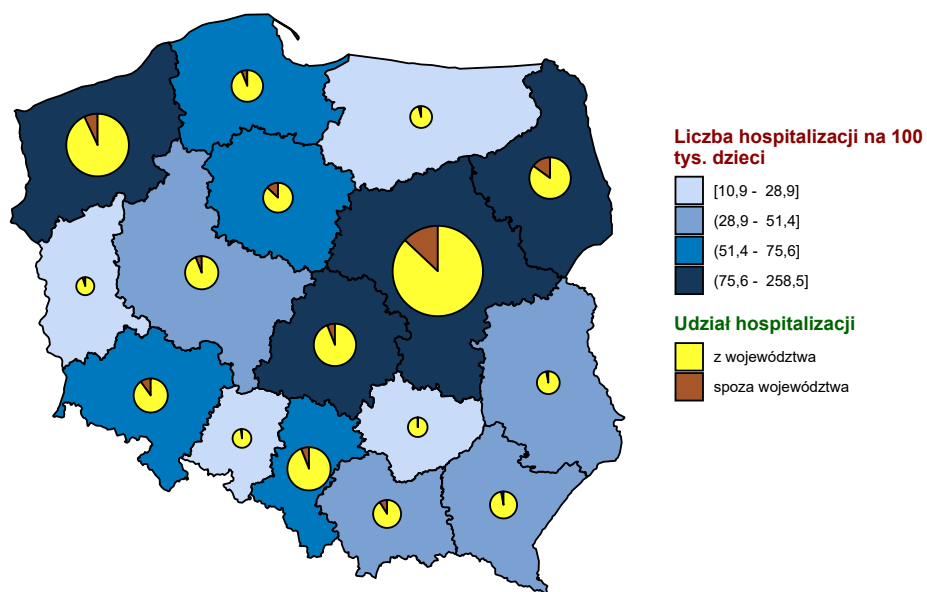 Liczba hospitalizacji na 100
tys. dzieci
[10,9 - 28,9]
(28,9 - 51,4]
(51,4 - 75,6]
(75,6 - 258,5]
Udział hospitalizacji
z województwa
spoza województwa